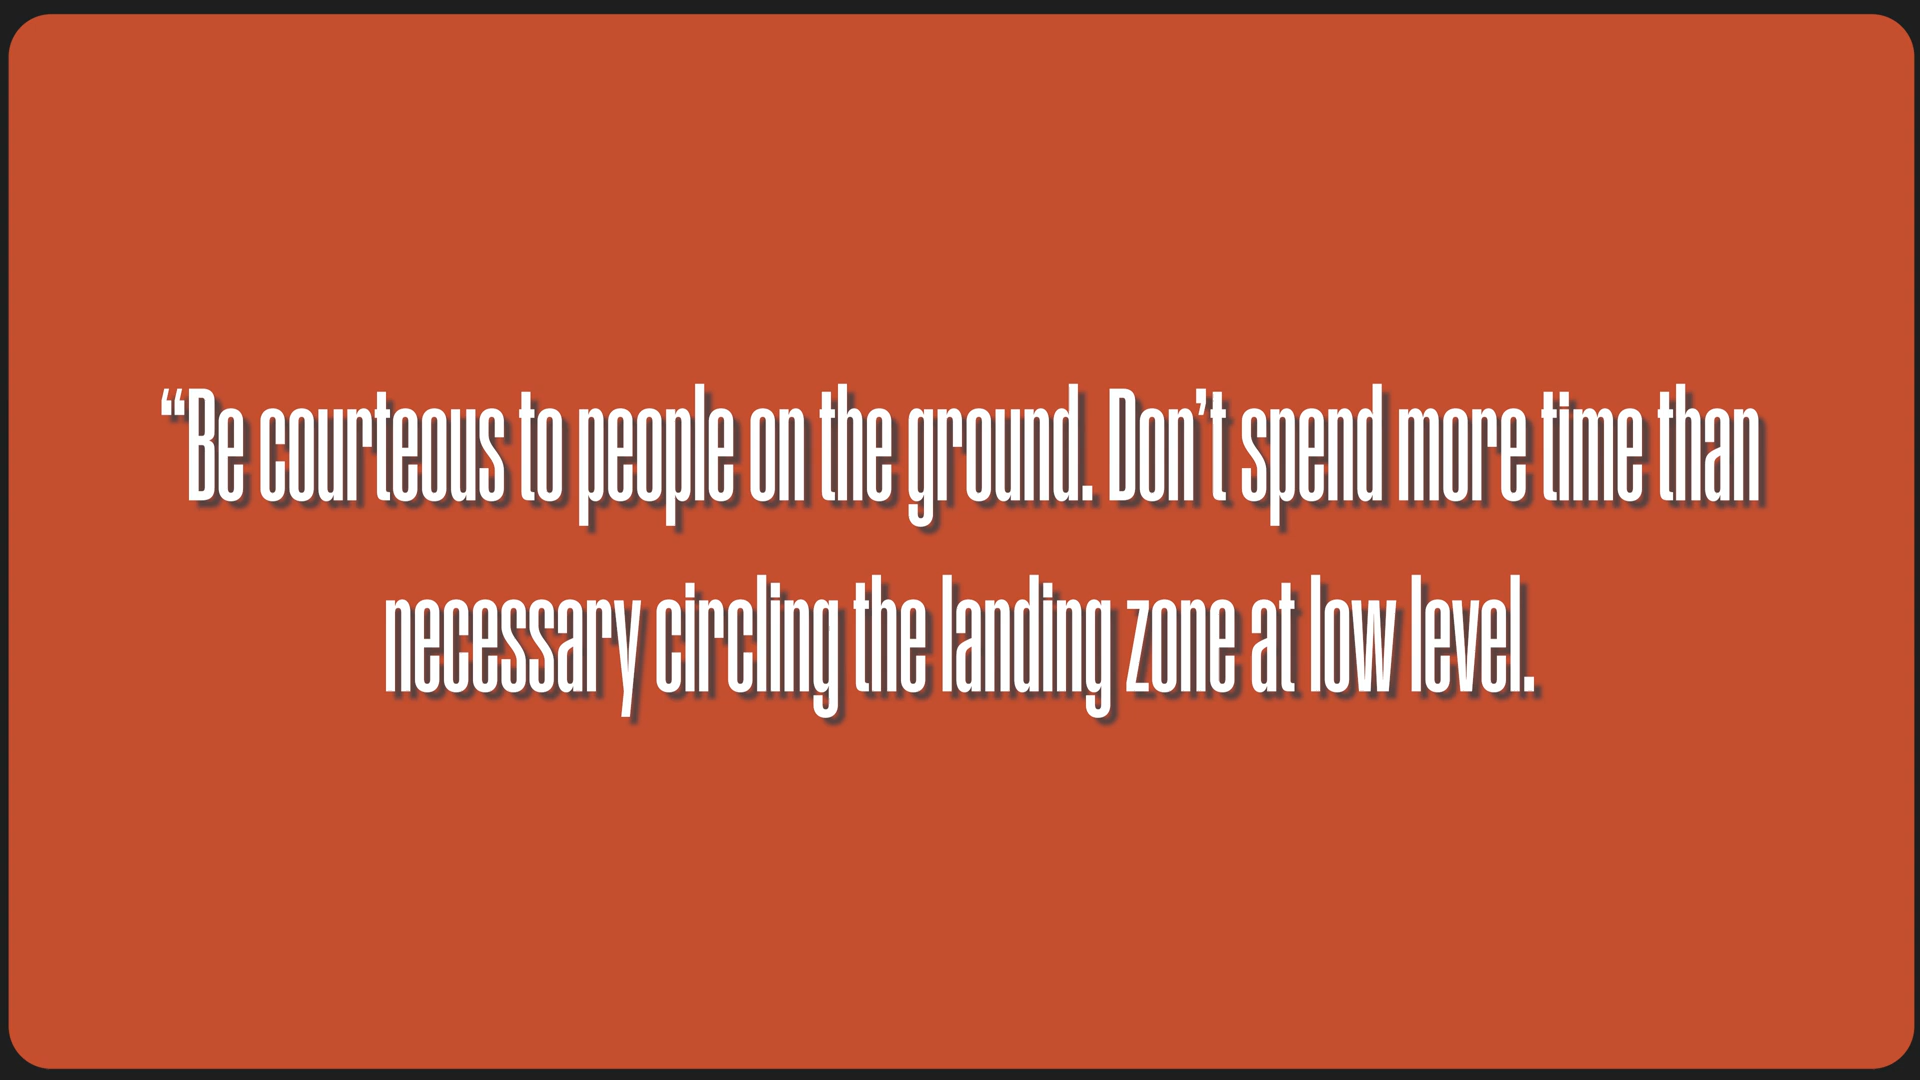 “Be courteous to people on the ground. Don’t spend more time than
necessary circling the landing zone at low level.